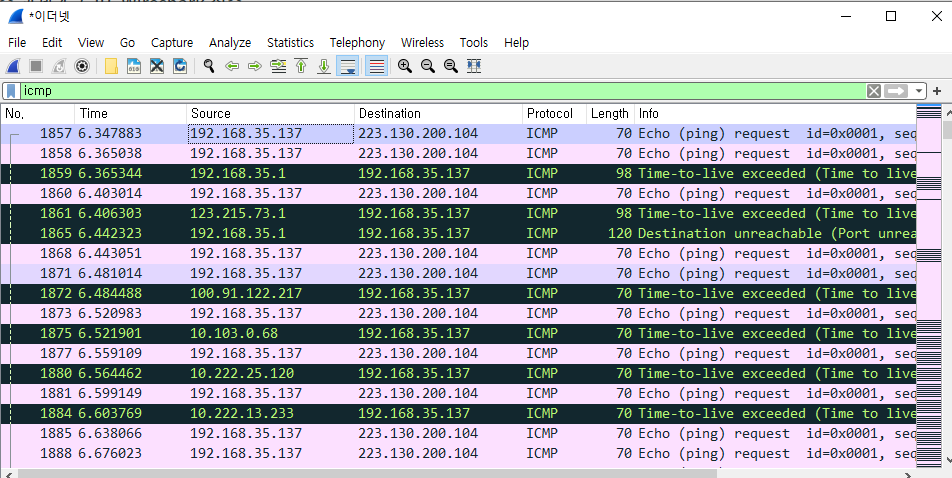 *이더넷
File Edit View Go Capture Analyze Statistics Telephony Wireless Tools Help
icmp
No. Time Source Destination Protocol Length Info
1857 6.347883 192.168.35.137 223.130.200.104 ICMP 70 Echo (ping) request id=0x0001, seq
1858 6.365038 192.168.35.137 223.130.200.104 ICMP 70 Echo (ping) request id=0x0001, seq
1859 6.365344 192.168.35.1 192.168.35.137 ICMP 98 Time-to-live exceeded (Time to live
1860 6.403014 192.168.35.137 223.130.200.104 ICMP 70 Echo (ping) request id=0x0001, seq
1861 6.406303 123.215.73.1 192.168.35.137 ICMP 98 Time-to-live exceeded (Time to live
1865 6.442323 192.168.35.1 192.168.35.137 ICMP 120 Destination unreachable (Port unrea
1868 6.443051 192.168.35.137 223.130.200.104 ICMP 70 Echo (ping) request id=0x0001, seq
1871 6.481014 192.168.35.137 223.130.200.104 ICMP 70 Echo (ping) request id=0x0001, seq
1872 6.484488 100.91.122.217 192.168.35.137 ICMP 70 Time-to-live exceeded (Time to live
1873 6.520983 192.168.35.137 223.130.200.104 ICMP 70 Echo (ping) request id=0x0001, seq
1875 6.521901 10.103.0.68 192.168.35.137 ICMP 70 Time-to-live exceeded (Time to live
1877 6.559109 192.168.35.137 223.130.200.104 ICMP 70 Echo (ping) request id=0x0001, seq
1880 6.564462 10.222.25.120 192.168.35.137 ICMP 70 Time-to-live exceeded (Time to live
1881 6.599149 192.168.35.137 223.130.200.104 ICMP 70 Echo (ping) request id=0x0001, seq
1884 6.603769 10.222.13.233 192.168.35.137 ICMP 70 Time-to-live exceeded (Time to live
1885 6.638066 192.168.35.137 223.130.200.104 ICMP 70 Echo (ping) request id=0x0001, seq
1888 6.676023 192.168.35.137 223.130.200.104 ICMP 70 Echo (ping) request id=0x0001, seq